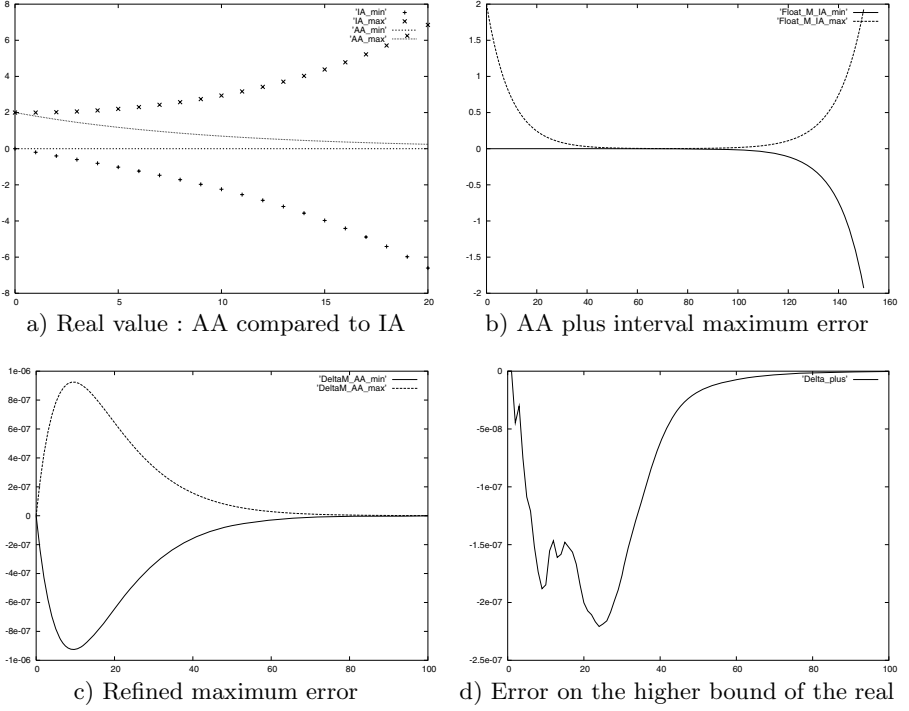 8
6
4
2
0
-2
-4
-6
-8
0 5 10 15 20
'IA_min'
'IA_max'
'AA_min'
'AA_max'
a) Real value : AA compared to IA
2
1.5
1
0.5
0
-0.5
-1
-1.5
-2
0 20 40 60 80 100 120 140 160
'Float_M_IA_min'
'Float_M_IA_max'
b) AA plus interval maximum error
1e-06
8e-07
6e-07
4e-07
2e-07
0
-2e-07
-4e-07
-6e-07
-8e-07
-1e-06
0 20 40 60 80 100
'DeltaM_AA_min'
'DeltaM_AA_max'
c) Refined maximum error
0
-5e-08
-1e-07
-1.5e-07
-2e-07
-2.5e-07
0 20 40 60 80 100
'Delta_plus'
d) Error on the higher bound of the real